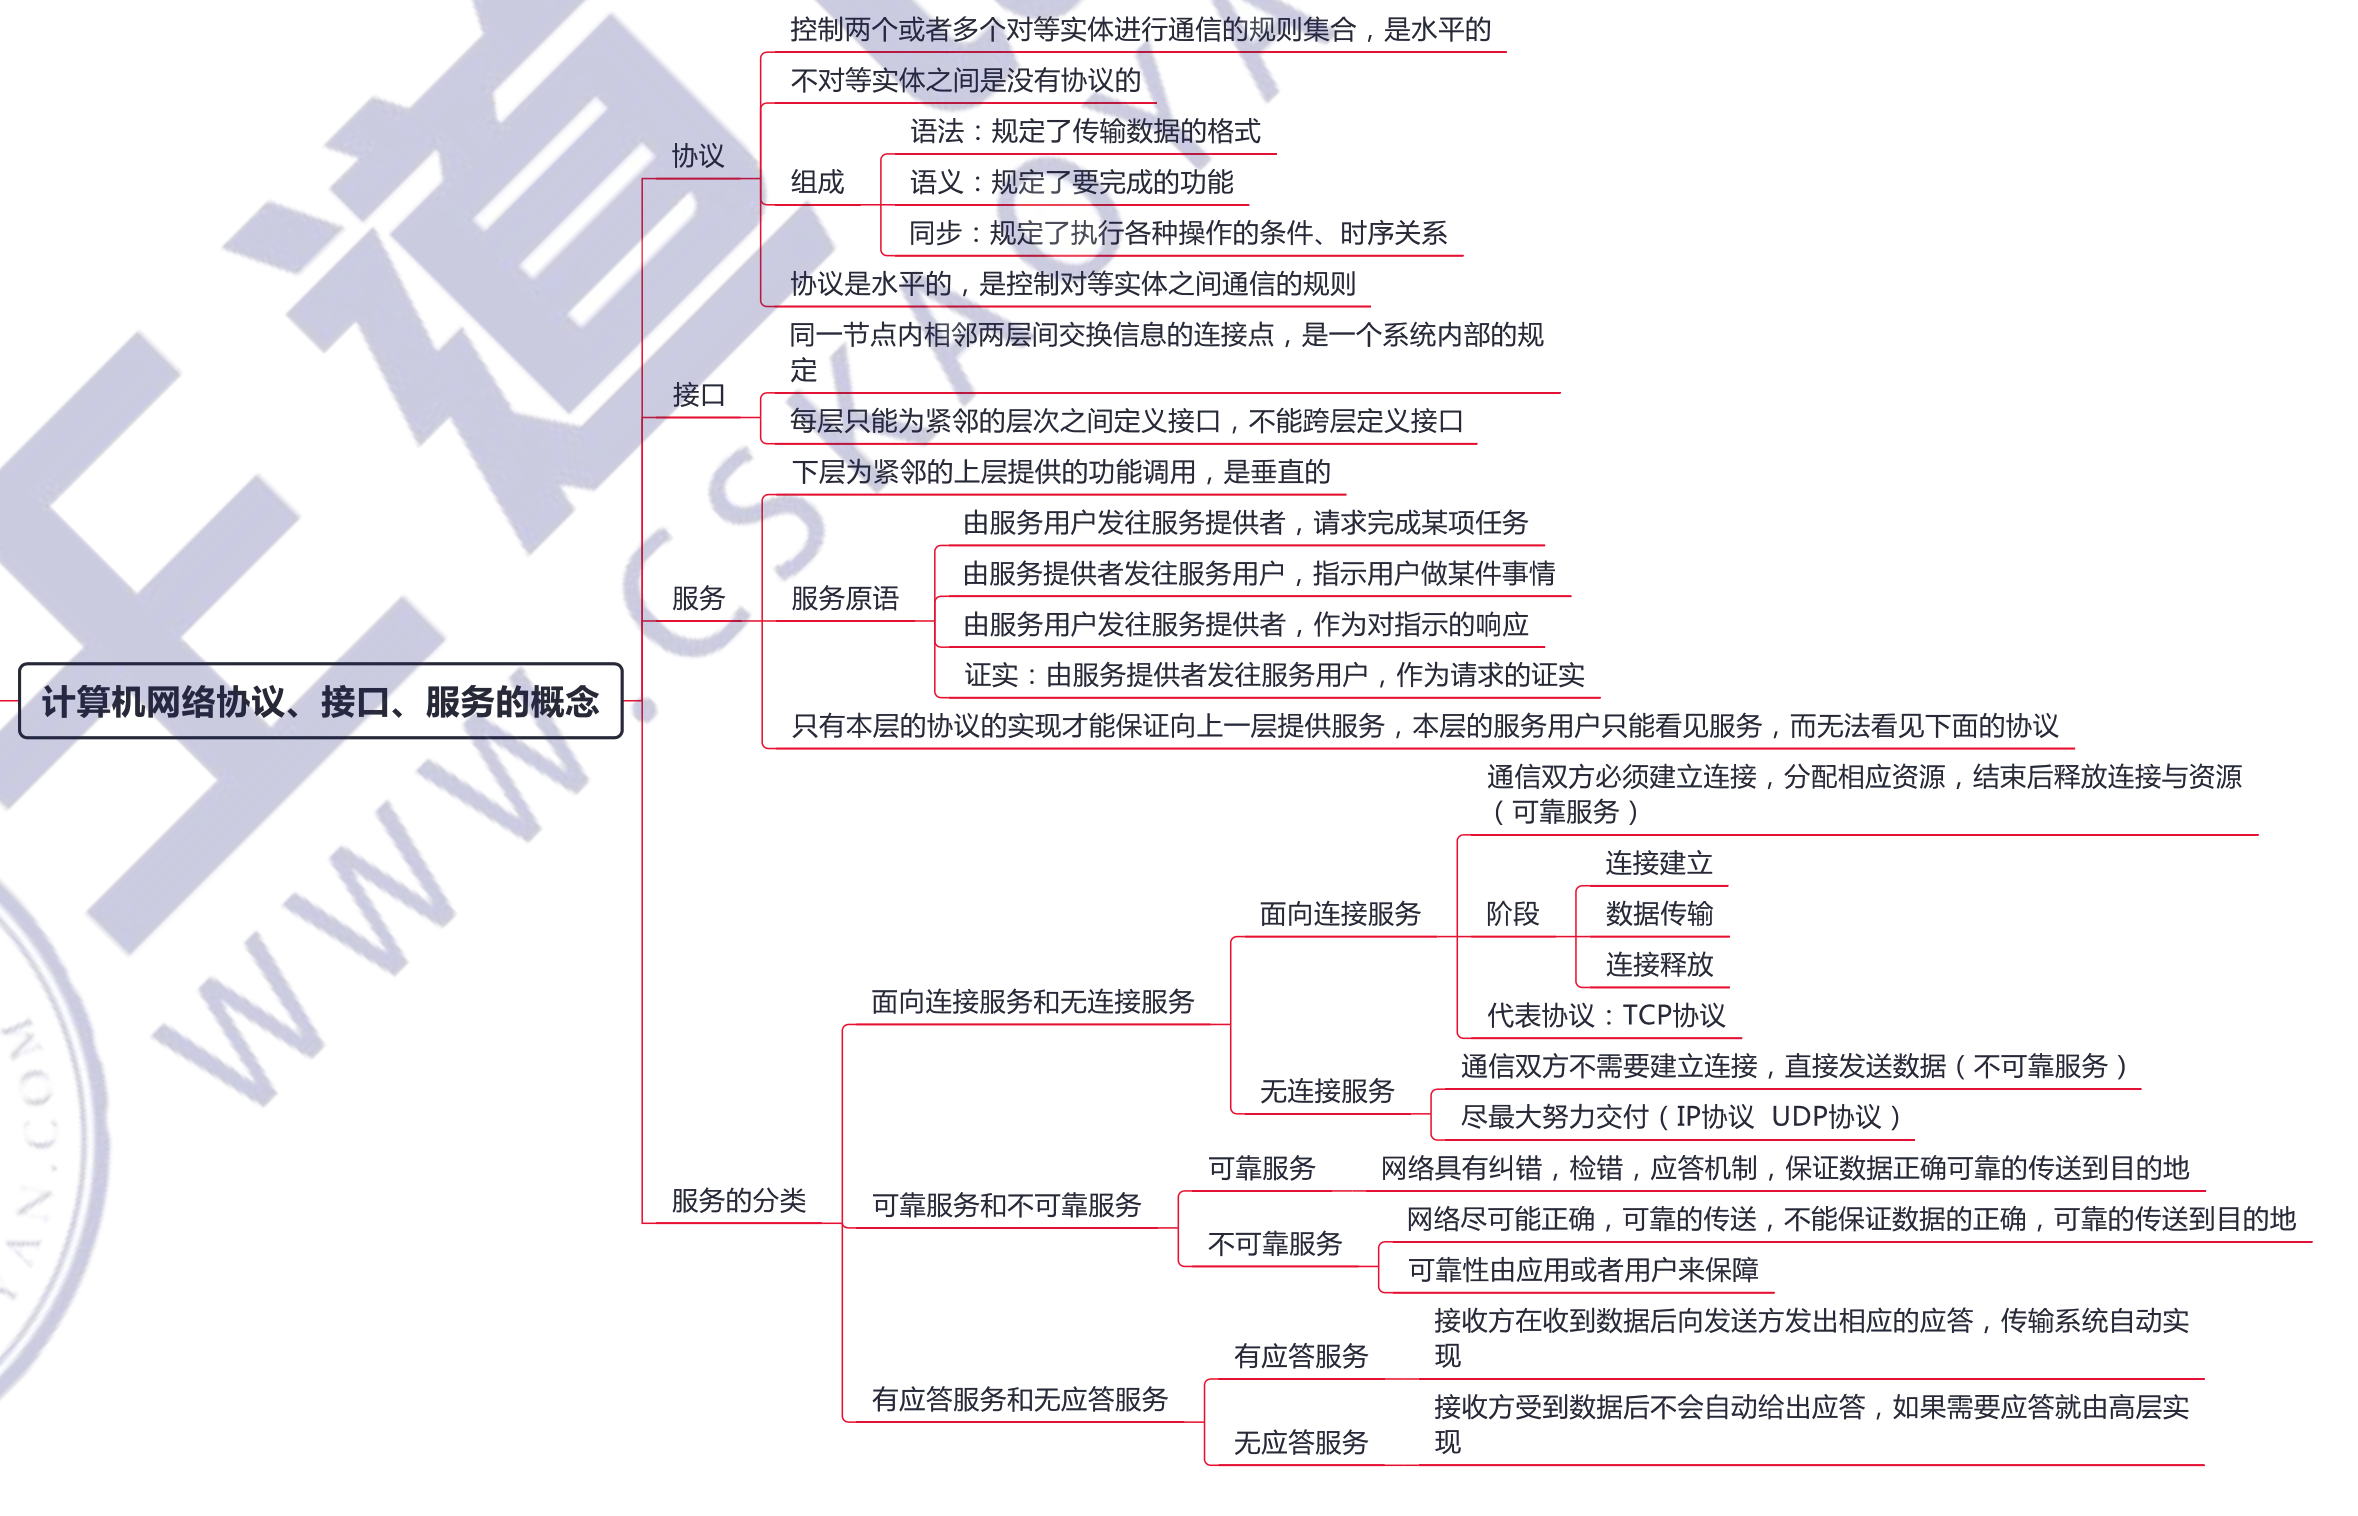 控制两个或者多个对等实体进行通信的规则集合，是水平的
不对等实体之间是没有协议的
语法：规定了传输数据的格式
协议
组成
语义：规定了要完成的功能
同步：规定了执行各种操作的条件、时序关系
协议是水平的，是控制对等实体之间通信的规则
同一节点内相邻两层间交换信息的连接点，是一个系统内部的规
定
接口
每层只能为紧邻的层次之间定义接口，不能跨层定义接口
下层为紧邻的上层提供的功能调用，是垂直的
由服务用户发往服务提供者，请求完成某项任务
由服务提供者发往服务用户，指示用户做某件事情
服务
服务原语
由服务用户发往服务提供者，作为对指示的响应
证实：由服务提供者发往服务用户，作为请求的证实
计算机网络协议、接口、服务的概念
只有本层的协议的实现才能保证向上一层提供服务，本层的服务用户只能看见服务，而无法看见下面的协议
通信双方必须建立连接，分配相应资源，结束后释放连接与资源
（可靠服务）
连接建立
面向连接服务
阶段
数据传输
连接释放
面向连接服务和无连接服务
代表协议：TCP协议
通信双方不需要建立连接，直接发送数据（不可靠服务）
无连接服务
尽最大努力交付（IP协议 UDP协议）
可靠服务
网络具有纠错，检错，应答机制，保证数据正确可靠的传送到目的地
服务的分类
可靠服务和不可靠服务
网络尽可能正确，可靠的传送，不能保证数据的正确，可靠的传送到目的地
不可靠服务
可靠性由应用或者用户来保障
接收方在收到数据后向发送方发出相应的应答，传输系统自动实
现
有应答服务
有应答服务和无应答服务
接收方受到数据后不会自动给出应答，如果需要应答就由高层实
现
无应答服务
王道
WWW.CSKAOYA
YAN.COM